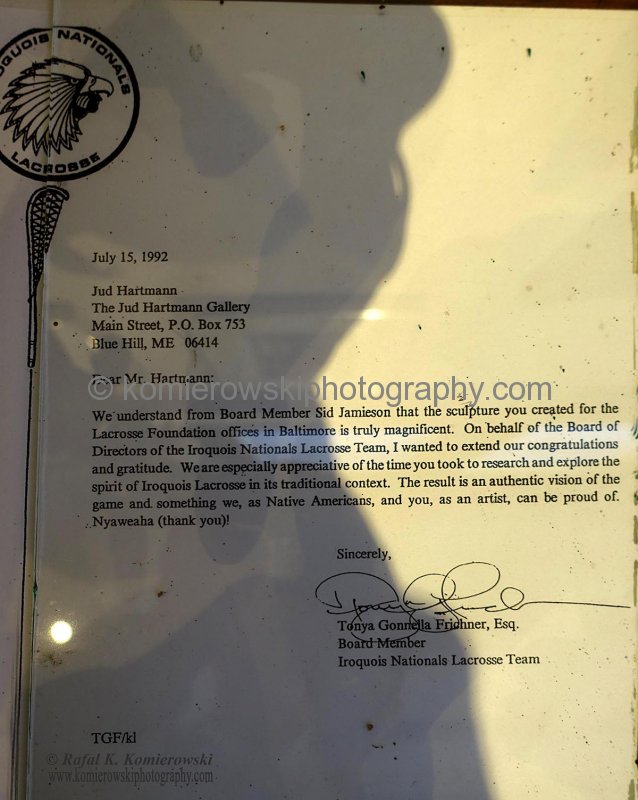 IROQUOIS NATIONALS
LACROSSE
July 15, 1992
Jud Hartmann
The Jud Hartmann Gallery
Main Street, P.O. Box 753
Blue Hill, ME 06414
Dear Mr. Hartmann:
© komierowskiphotography.com ©
We understand from Board Member Sid Jamieson that the sculpture you created for the
Lacrosse Foundation offices in Baltimore is truly magnificent. On behalf of the Board of
Directors of the Iroquois Nationals Lacrosse Team, I wanted to extend our congratulations
and gratitude. We are especially appreciative of the time you took to research and explore the
spirit of Iroquois Lacrosse in its traditional context. The result is an authentic vision of the
game and something we, as Native Americans, and you, as an artist, can be proud of.
Nyaweaha (thank you)!
Sincerely,
Tonya Gonnella Frichner, Esq.
Board Member
Iroquois Nationals Lacrosse Team
TGF/kl
© Rafal K. Komierowski
www.komierowskiphotography.com